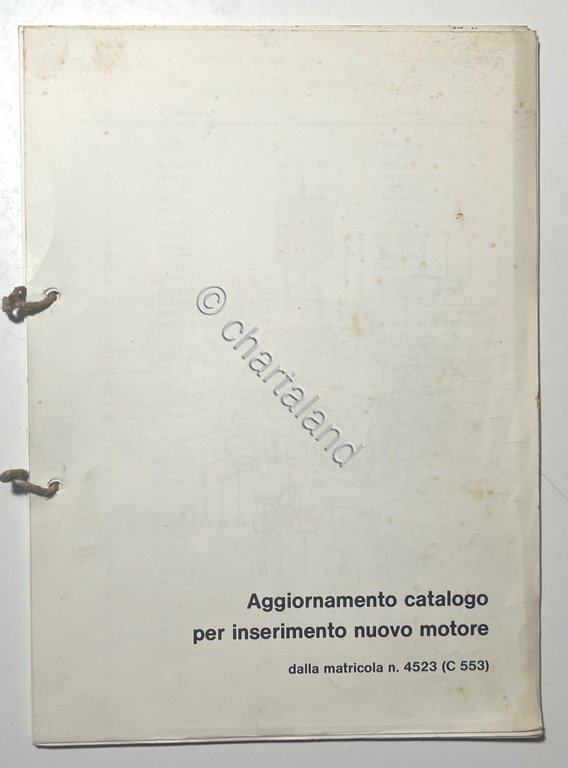 © chartaland
Aggiornamento catalogo
per inserimento nuovo motore
dalla matricola n. 4523 (C 553)